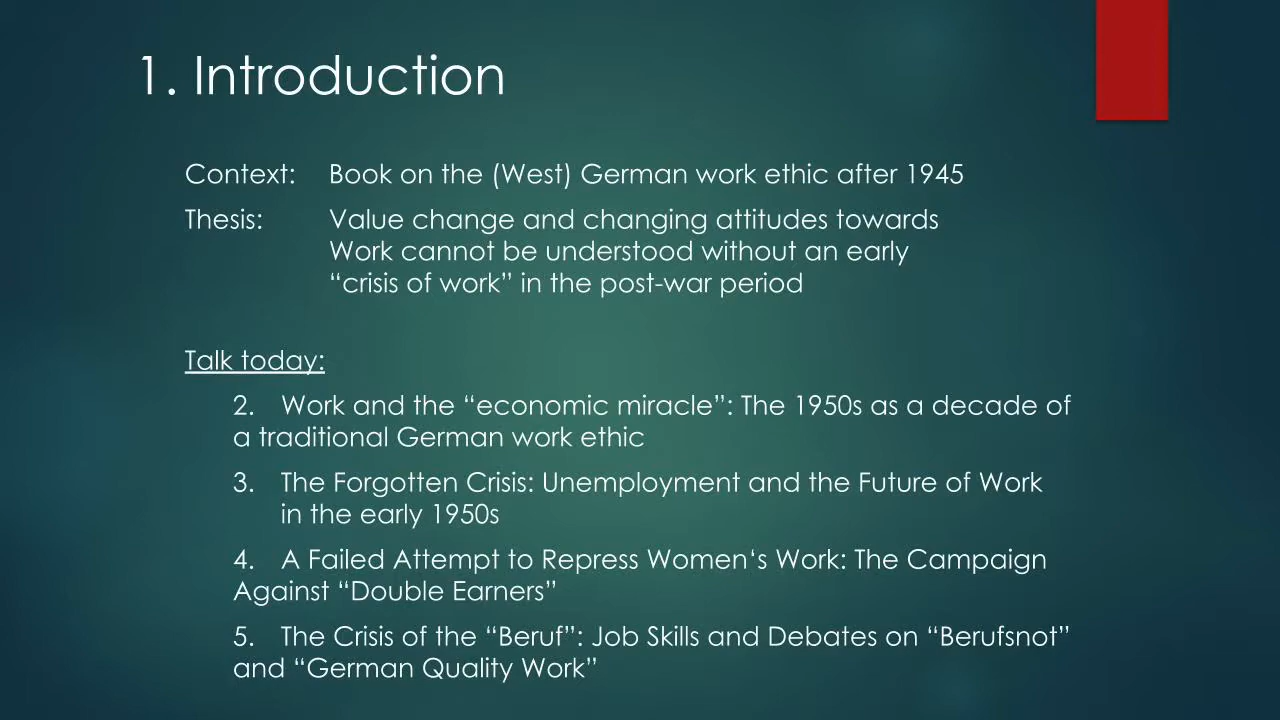 1. Introduction
Context: Book on the (West) German work ethic after 1945
Thesis: Value change and changing attitudes towards
Work cannot be understood without an early
“crisis of work” in the post-war period
Talk today:
2. Work and the “economic miracle”: The 1950s as a decade of
a traditional German work ethic
3. The Forgotten Crisis: Unemployment and the Future of Work
in the early 1950s
4. A Failed Attempt to Repress Women‘s Work: The Campaign
Against “Double Earners”
5. The Crisis of the “Beruf”: Job Skills and Debates on “Berufsnot”
and “German Quality Work”